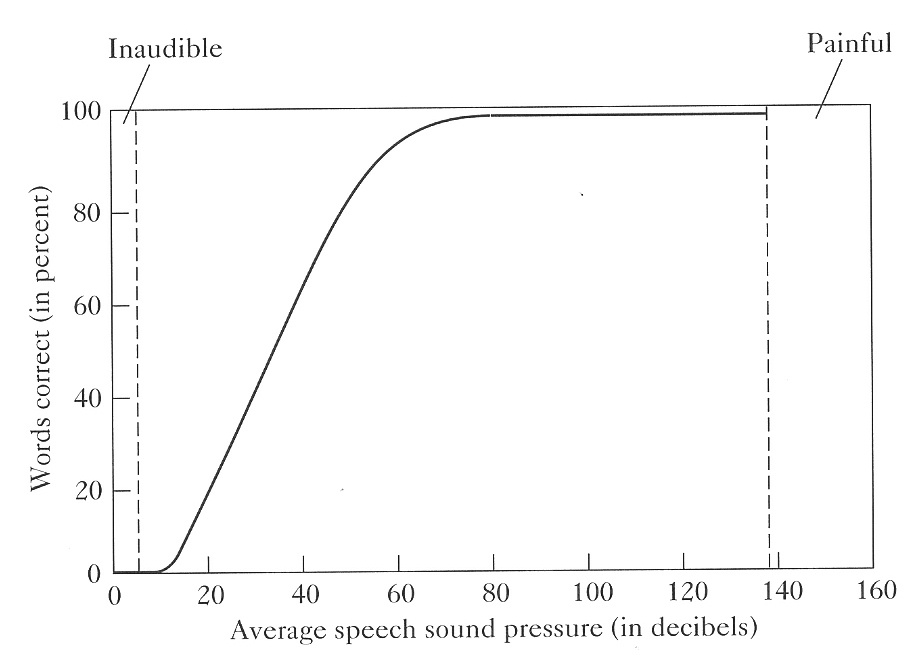 Inaudible
Painful
100
80
60
40
20
0
Words correct (in percent)
0 20 40 60 80 100 120 140 160
Average speech sound pressure (in decibels)